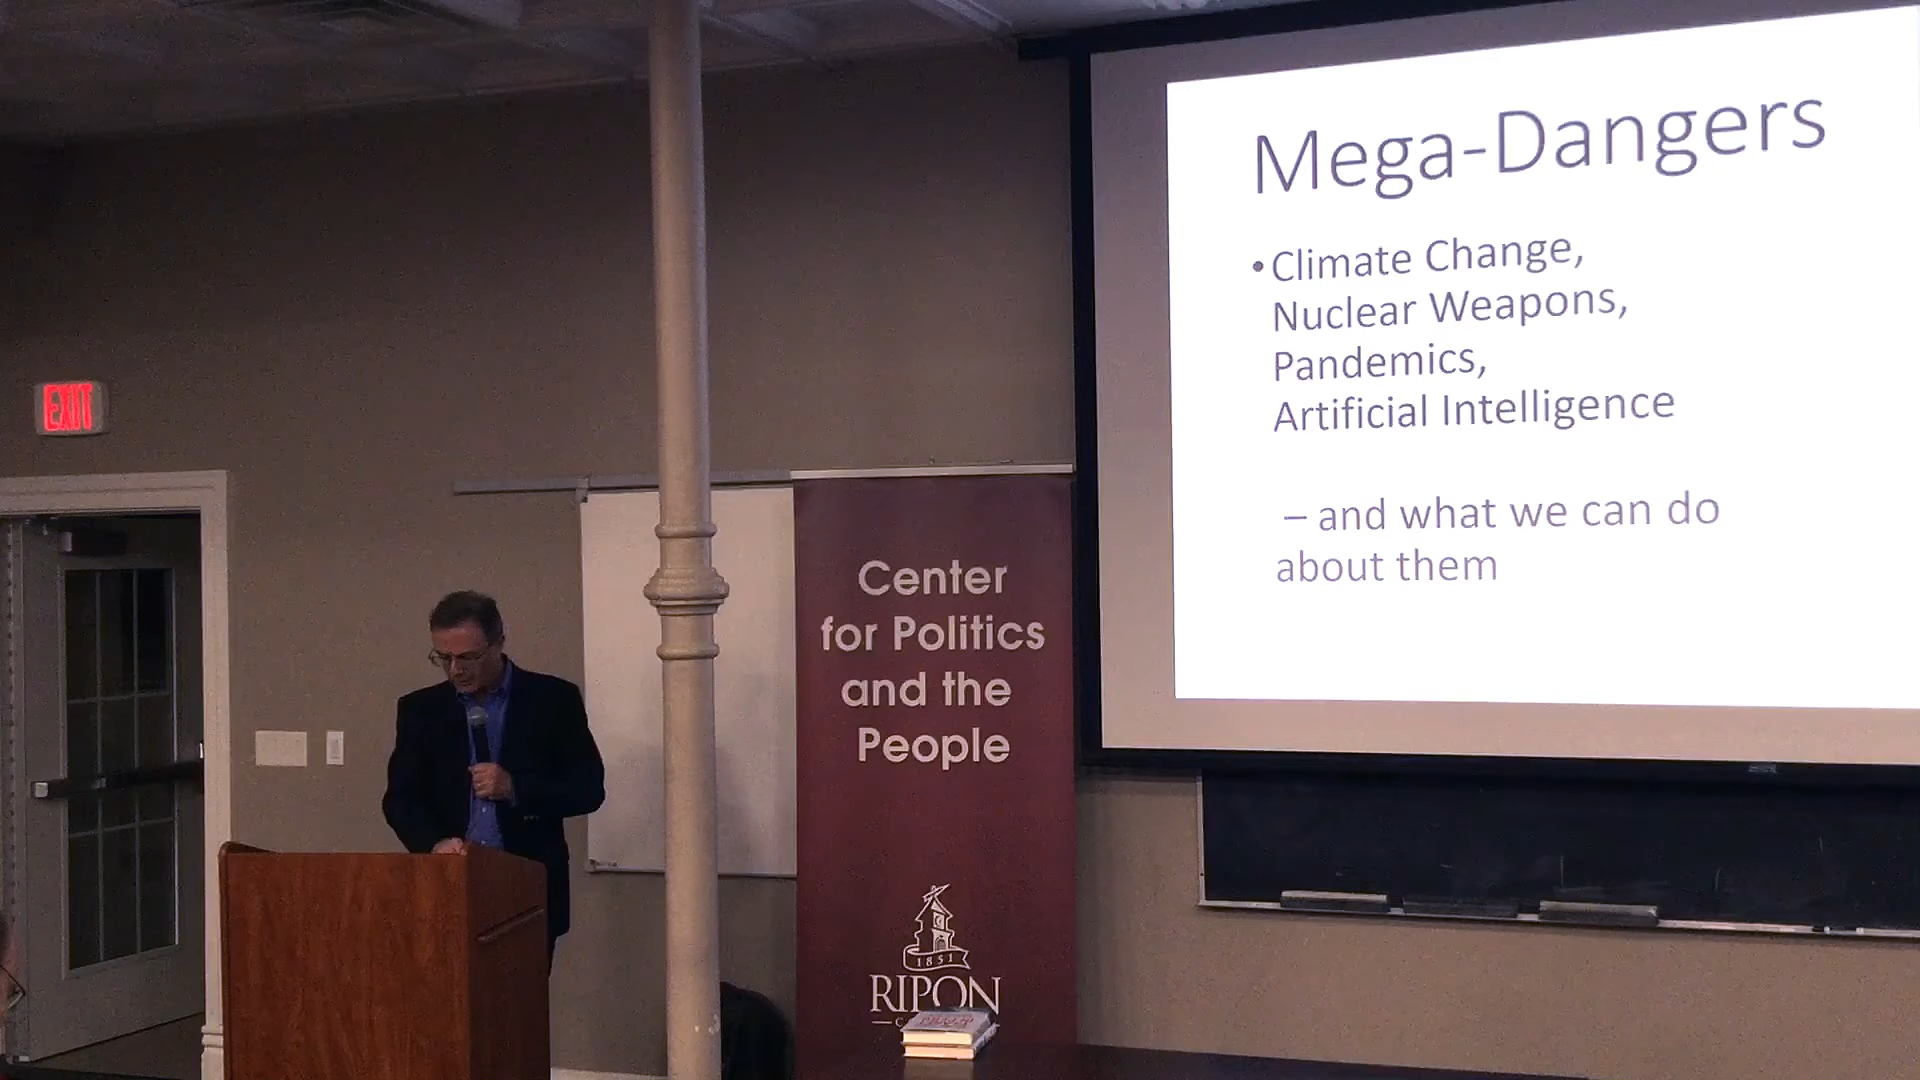 Mega-Dangers
•Climate Change,
Nuclear Weapons,
Pandemics,
Artificial Intelligence
– and what we can do
about them
EXIT
Center
for Politics
and the
People
1851
RIPON